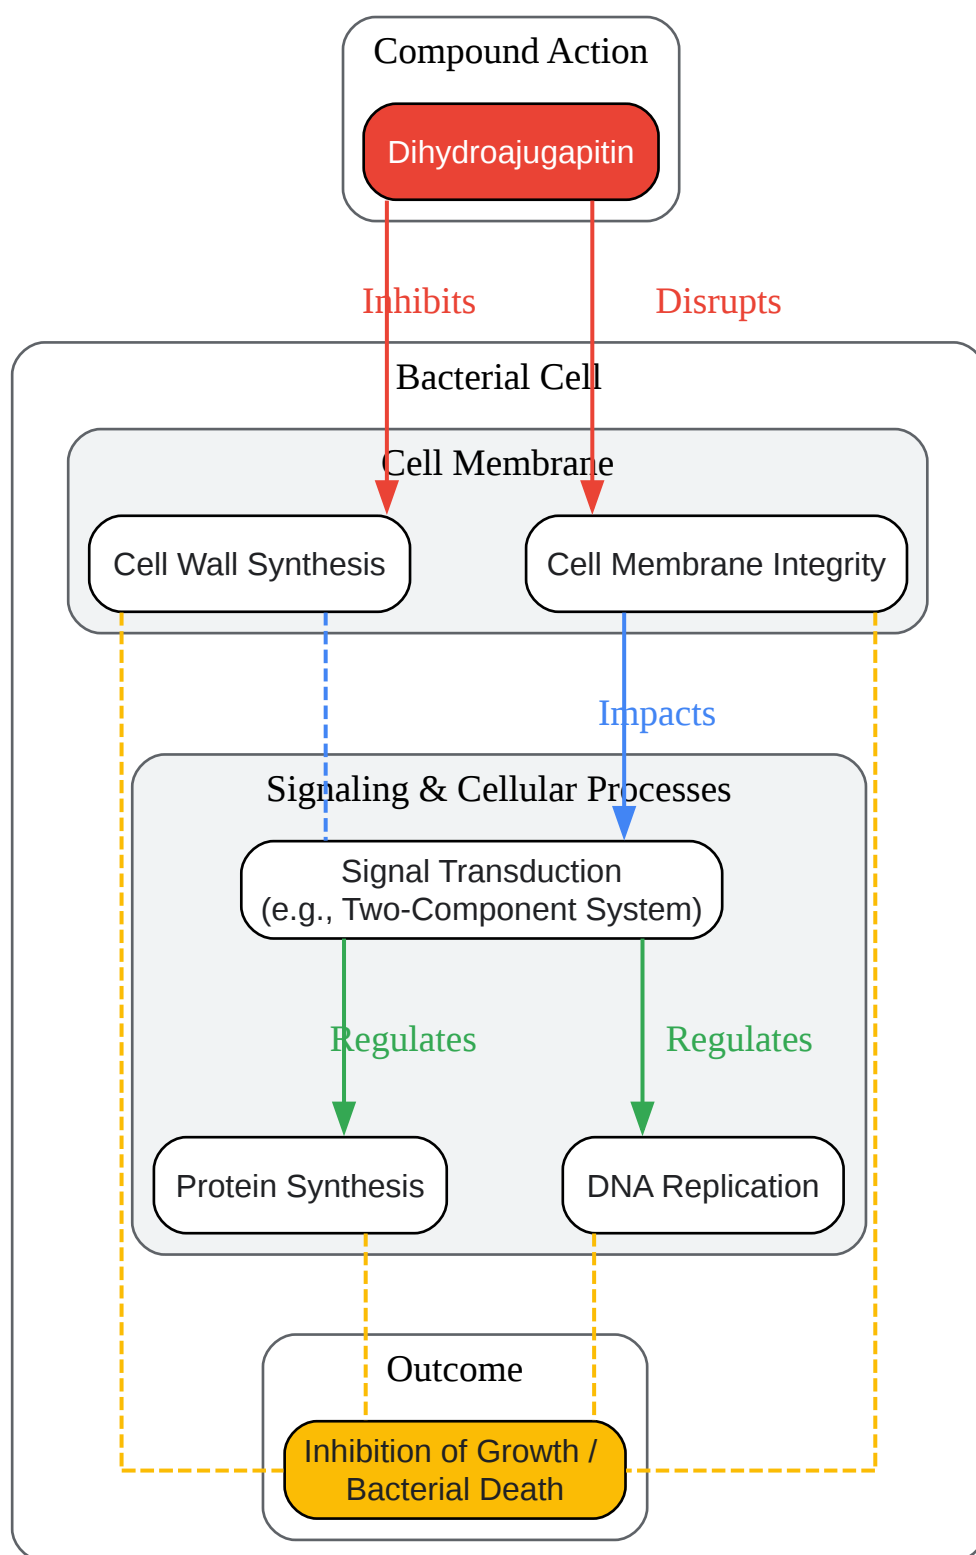 Compound Action
Dihydroajugapitin
Inhibits
Disrupts
Bacterial Cell
Cell Membrane
Cell Wall Synthesis
Cell Membrane Integrity
Impacts
Signaling & Cellular Processes
Signal Transduction
(e.g., Two-Component System)
Regulates
Regulates
Protein Synthesis
DNA Replication
Outcome
Inhibition of Growth /
Bacterial Death